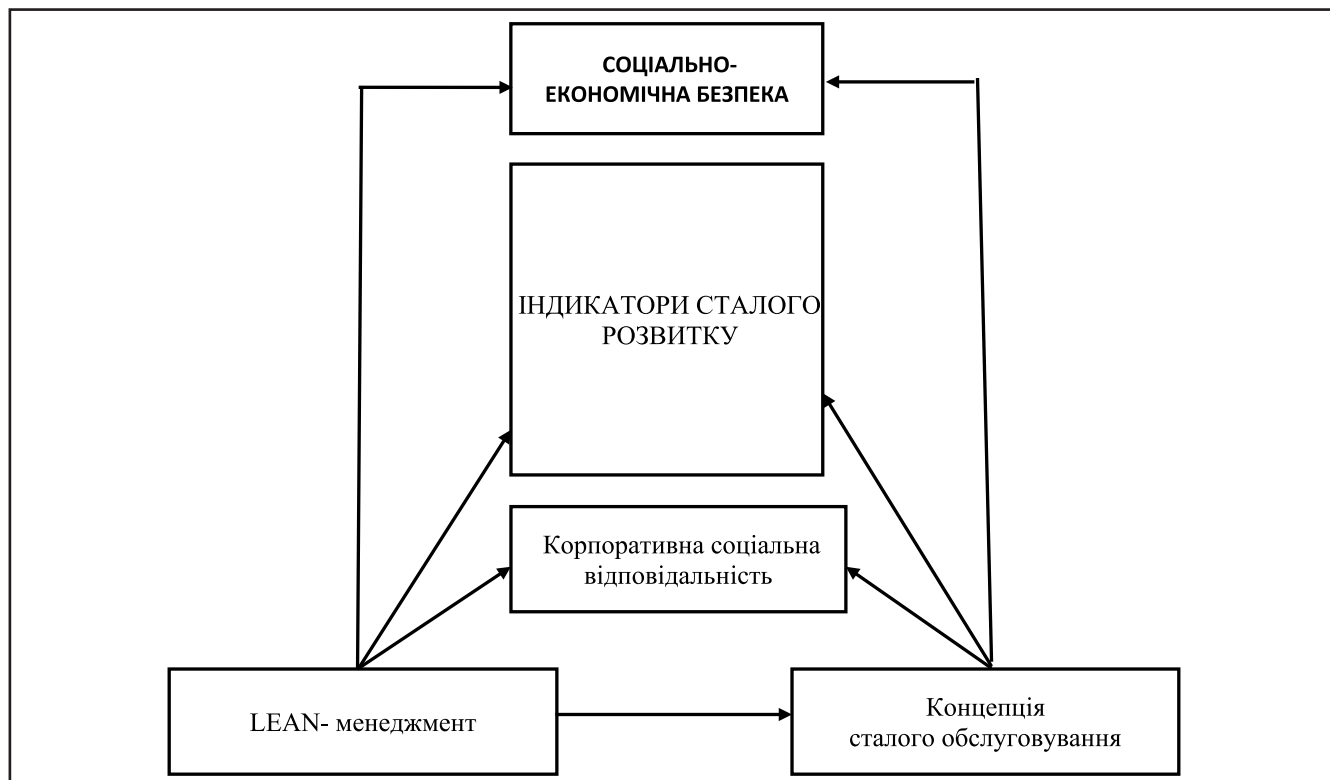 СОЦІАЛЬНО-
ЕКОНОМІЧНА БЕЗПЕКА
ІНДИКАТОРИ СТАЛОГО
РОЗВИТКУ
Корпоративна соціальна
відповідальність
LEAN- менеджмент
Концепція
сталого обслуговування